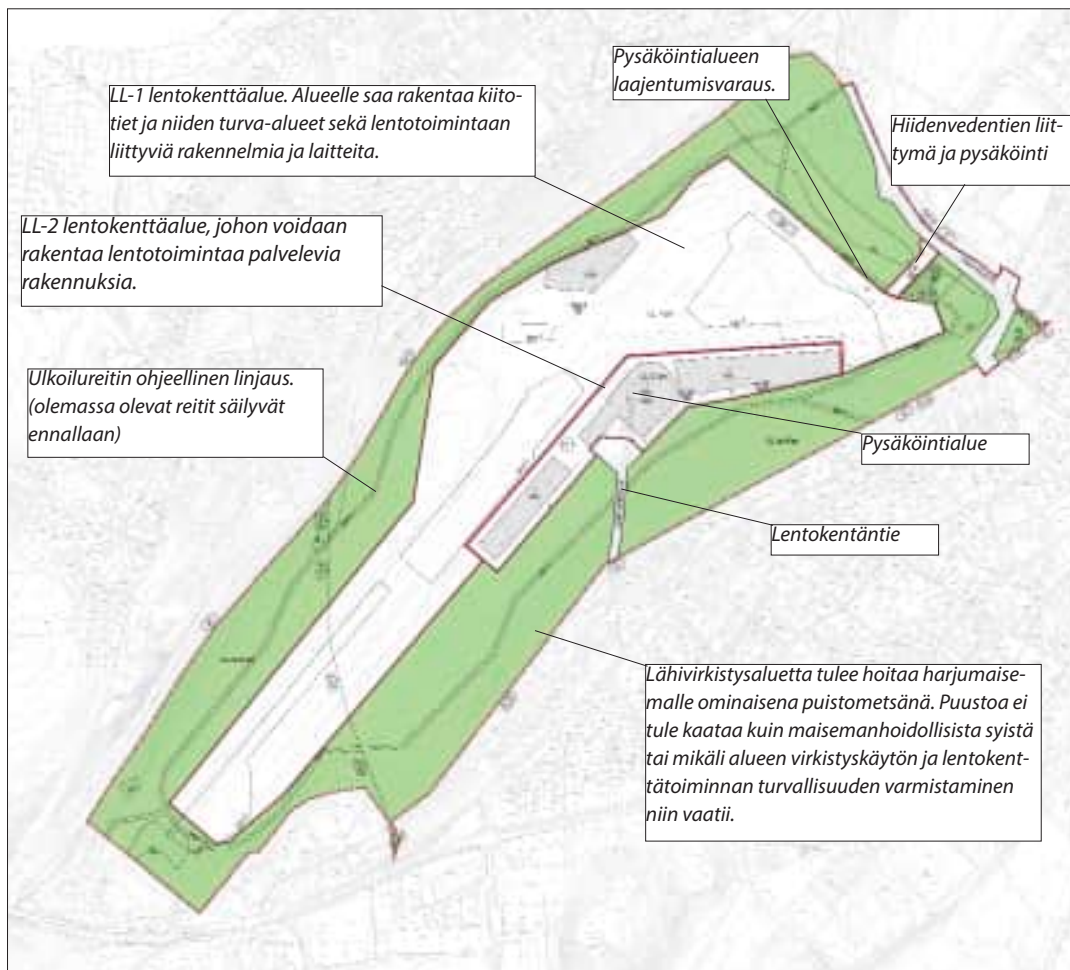 Pysäköintialueen
laajentumisvaraus.
LL-1 lentokenttäalue. Alueelle saa rakentaa kiito-
tiet ja niiden turva-alueet sekä lentotoimintaan
liittyviä rakennelmia ja laitteita.
Hiidenvedentien liit-
tymä ja pysäköinti
LL-2 lentokenttäalue, johon voidaan
rakentaa lentotoimintaa palvelevia
rakennuksia.
Ulkoilureitin ohjeellinen linjaus.
(olemassa olevat reitit säilyvät
ennallaan)
Pysäköintialue
Lentokentäntie
Lähivirkistysaluetta tulee hoitaa harjumaise-
malle ominaisena puistometsänä. Puustoa ei
tule kaataa kuin maisemanhoidollisista syistä
tai mikäli alueen virkistyskäytön ja lentokent-
tätoiminnan turvallisuuden varmistaminen
niin vaatii.